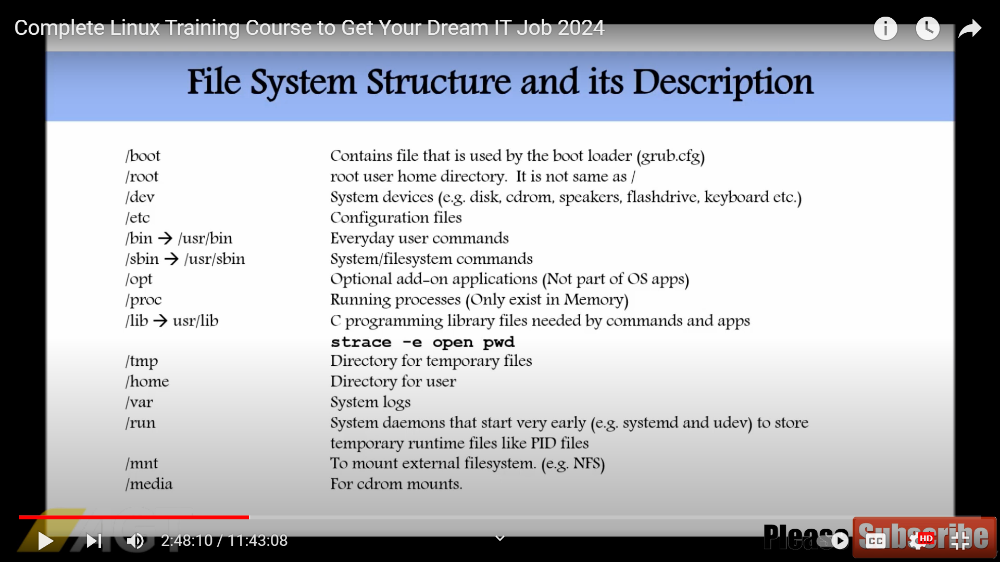 Complete Linux Training Course to Get Your Dream IT Job 2024
File System Structure and its Description
/boot Contains file that is used by the boot loader (grub.cfg)
/root root user home directory. It is not same as /
/dev System devices (e.g. disk, cdrom, speakers, flashdrive, keyboard etc.)
/etc Configuration files
/bin → /usr/bin Everyday user commands
/sbin → /usr/sbin System/filesystem commands
/opt Optional add-on applications (Not part of OS apps)
/proc Running processes (Only exist in Memory)
/lib → usr/lib C programming library files needed by commands and apps
strace -e open pwd
/tmp Directory for temporary files
/home Directory for user
/var System logs
/run System daemons that start very early (e.g. systemd and udev) to store
temporary runtime files like PID files
/mnt To mount external filesystem. (e.g. NFS)
/media For cdrom mounts.
2:48:10 / 11:43:08
Please Subscribe
CC
HD